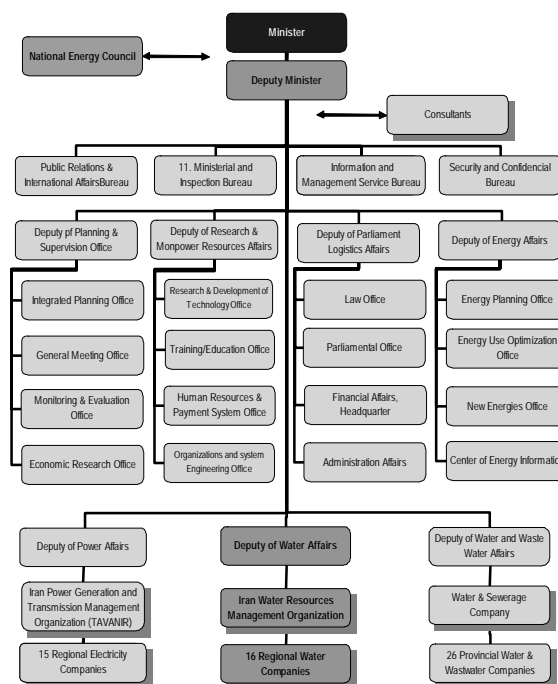 Minister
National Energy Council
Deputy Minister
Consultants
Public Relations &
International AffairsBureau
11. Ministerial and
Inspection Bureau
Information and
Management Service Bureau
Security and Confidencial
Bureau
Deputy pf Planning &
Supervision Office
Deputy of Research &
Monpower Resources Affairs
Deputy of Parliament
Logistics Affairs
Deputy of Energy Affairs
Integrated Planning Office
Research & Development of
Technology Office
Law Office
Energy Planning Office
General Meeting Office
Training/Education Office
Parliamental Office
Energy Use Optimization
Office
Monitoring & Evaluation
Office
Human Resources &
Payment System Office
Financial Affairs,
Headquarter
New Energies Office
Economic Research Office
Organizations and system
Engineering Office
Administration Affairs
Center of Energy Informatic
Deputy of Power Affairs
Deputy of Water Affairs
Deputy of Water and Waste
Water Affairs
Iran Power Generation and
Transmission Management
Organization (TAVANIR)
Iran Water Resources
Management Organization
Water & Sewerage
Company
15 Regional Electricity
Companies
16 Regional Water
Companies
26 Provincial Water &
Wastwater Companies